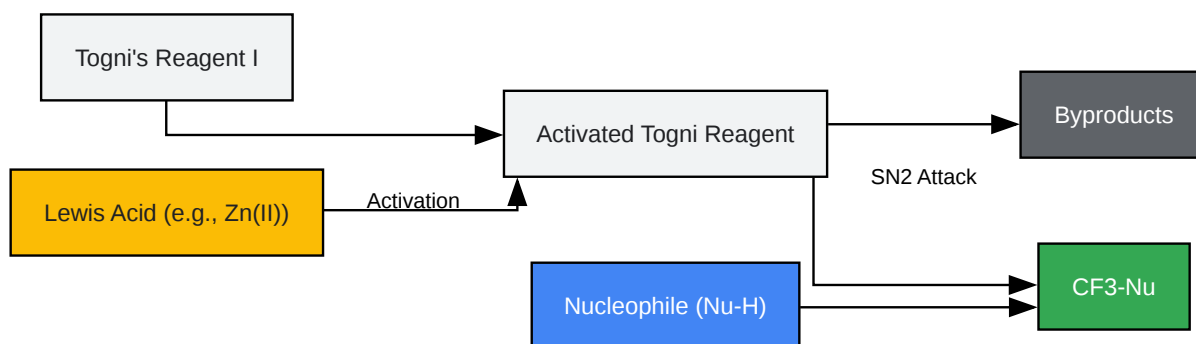 Togni's Reagent I
Activated Togni Reagent
Byproducts
SN2 Attack
Lewis Acid (e.g., Zn(II))
Activation
Nucleophile (Nu-H)
CF3-Nu